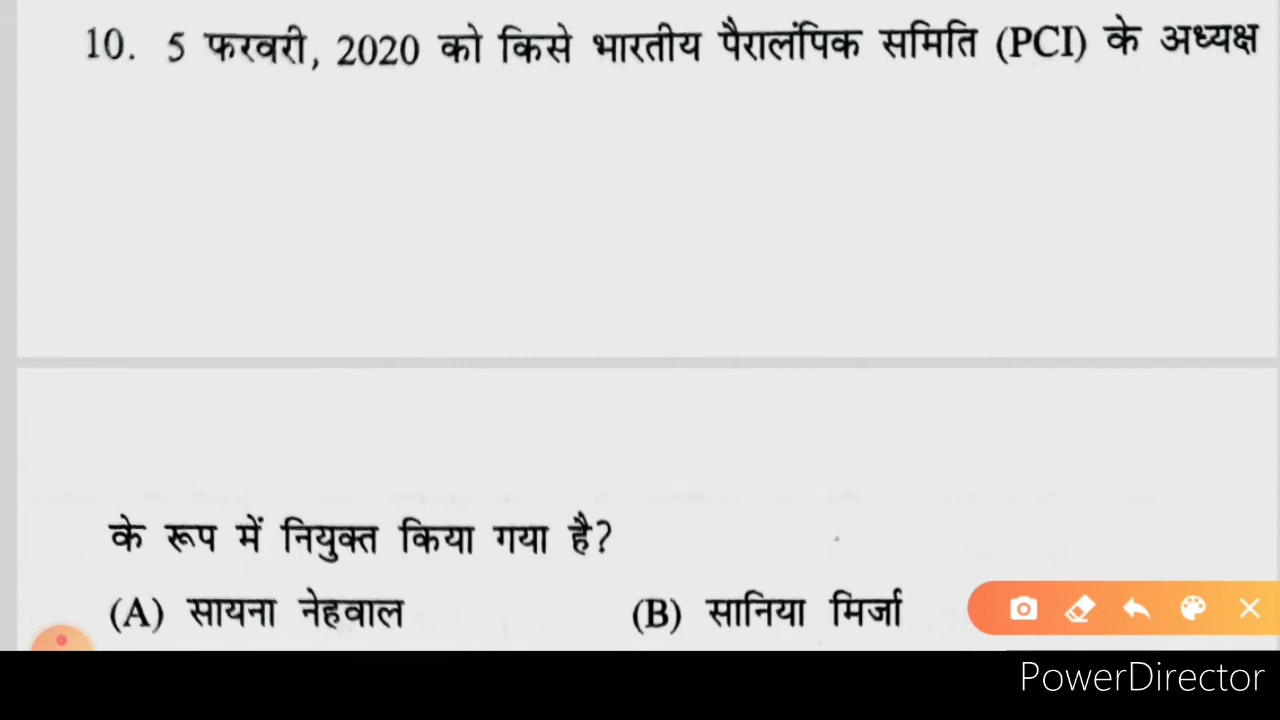 10. 5 फरवरी, 2020 को किसे भारतीय पैरालंपिक समिति (PCI) के अध्यक्ष
के रूप में नियुक्त किया गया है?
(A) सायना नेहवाल (B) सानिया मिर्जा
PowerDirector